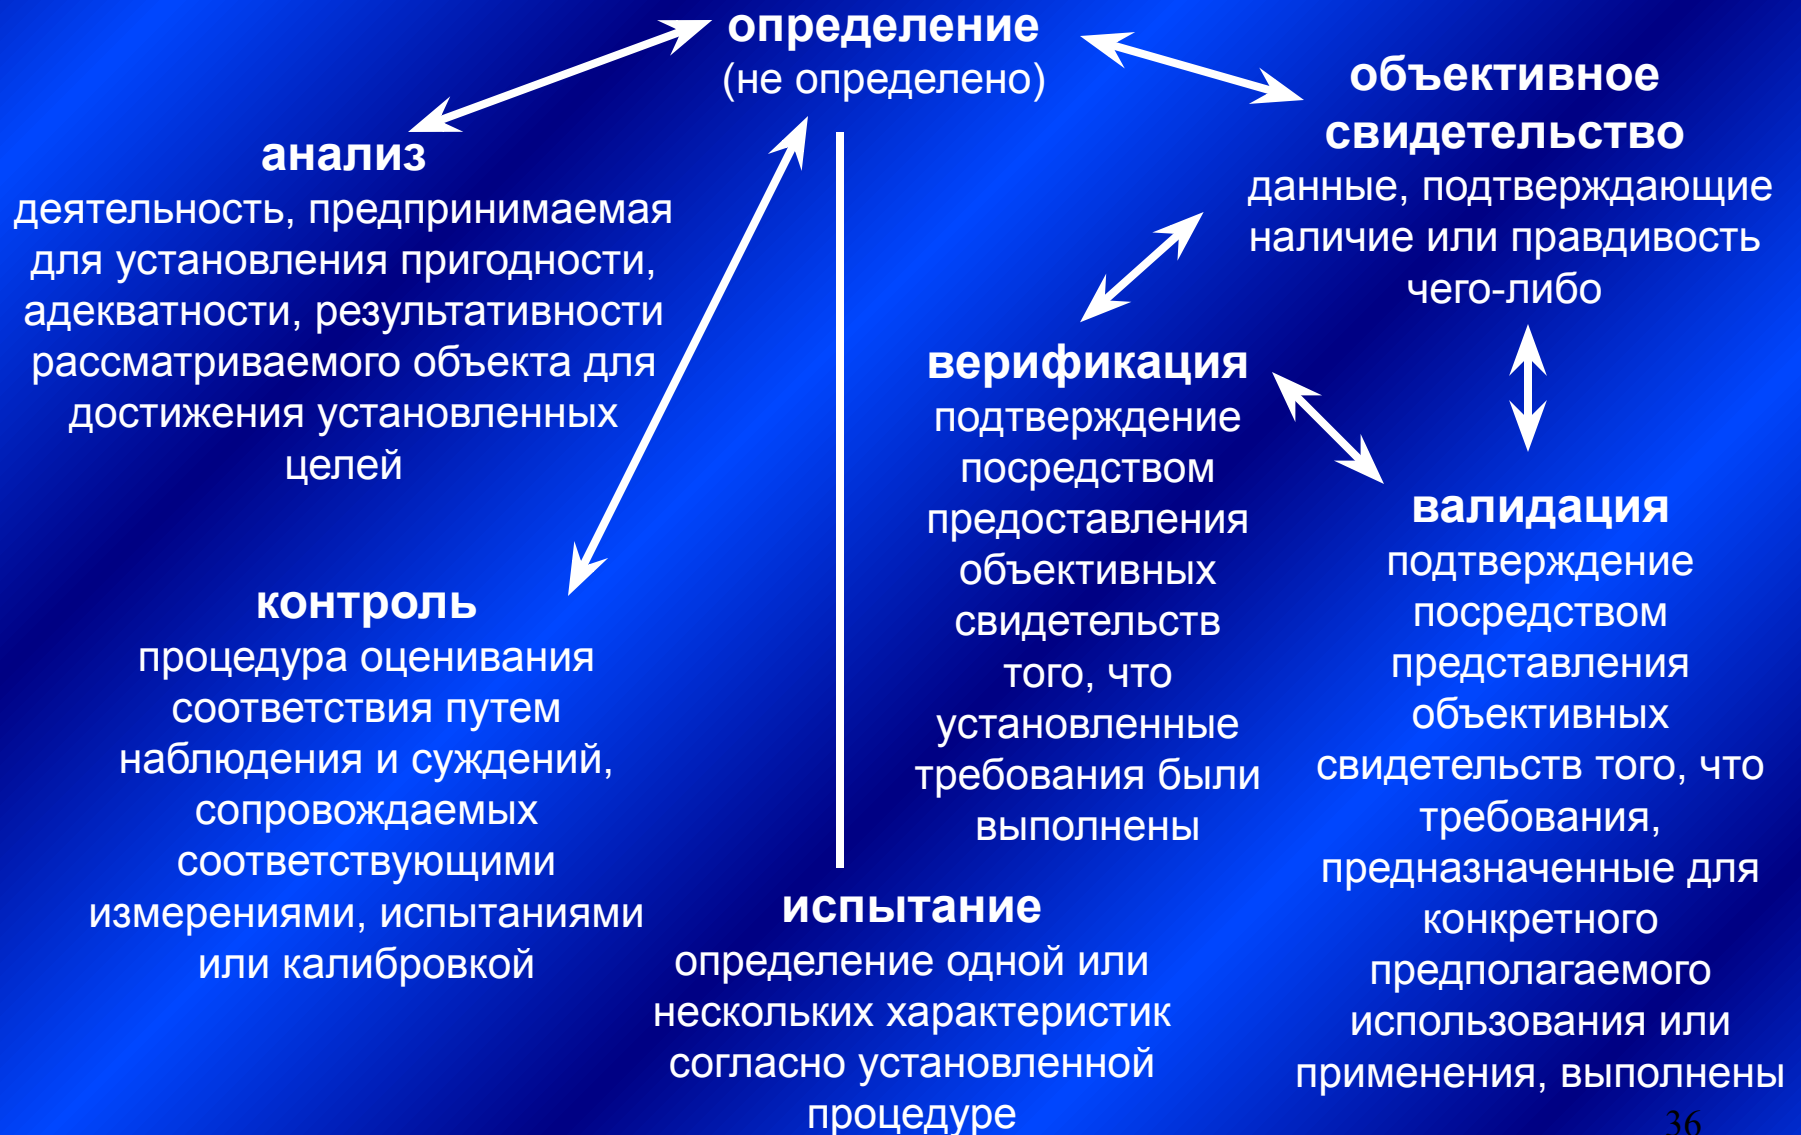 определение
(не определено)
объективное
свидетельство
данные, подтверждающие
наличие или правдивость
чего-либо
анализ
деятельность, предпринимаемая
для установления пригодности,
адекватности, результативности
рассматриваемого объекта для
достижения установленных
целей
верификация
подтверждение
посредством
предоставления
объективных
свидетельств
того, что
установленные
требования были
выполнены
валидация
подтверждение
посредством
представления
объективных
свидетельств того, что
требования,
предназначенные для
конкретного
предполагаемого
использования или
применения, выполнены
контроль
процедура оценивания
соответствия путем
наблюдения и суждений,
сопровождаемых
соответствующими
измерениями, испытаниями
или калибровкой
испытание
определение одной или
нескольких характеристик
согласно установленной
процедуре
36